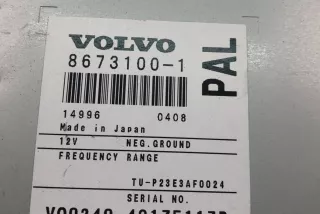 VOLVO
8673100-1
PAL
14996 0408
Made in Japan
12V NEG.GROUND
FREQUENCY RANGE
TU-P23E3AF0024
SERIAL NO.